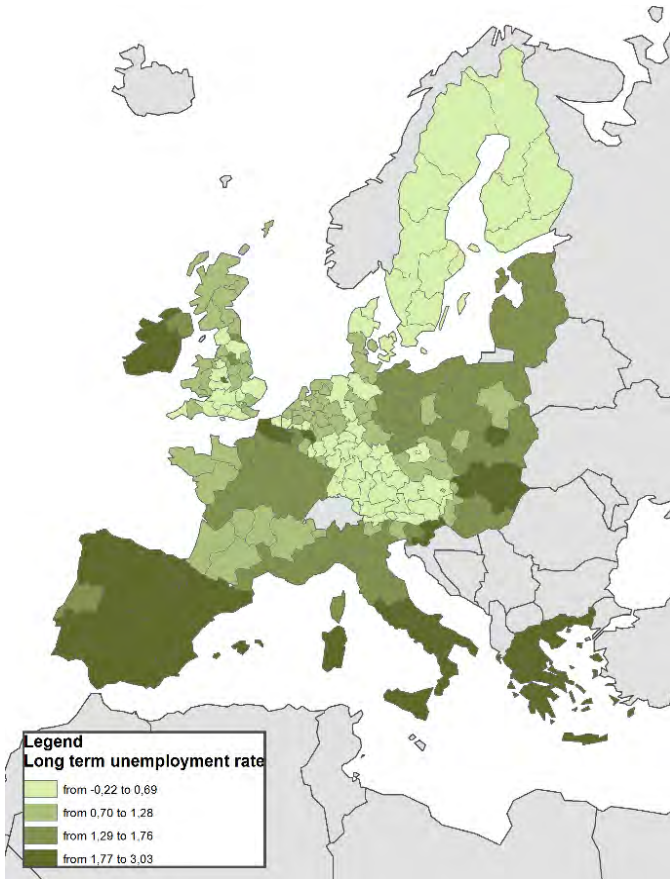 Legend
Long term unemployment rate
from -0,22 to 0,69
from 0,70 to 1,28
from 1,29 to 1,76
from 1,77 to 3,03